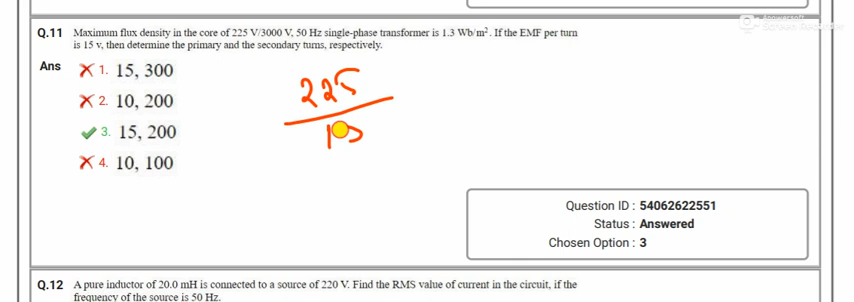 Q.11 Maximum flux density in the core of 225 V/3000 V, 50 Hz single-phase transformer is 1.3 Wb/m². If the EMF per turn
is 15 v, then determine the primary and the secondary turns, respectively.
Ans 1. 15, 300
2. 10, 200
3. 15, 200
4. 10, 100
225
15
Question ID : 54062622551
Status : Answered
Chosen Option : 3
Q.12 A pure inductor of 20.0 mH is connected to a source of 220 V. Find the RMS value of current in the circuit, if the
frequency of the source is 50 Hz.